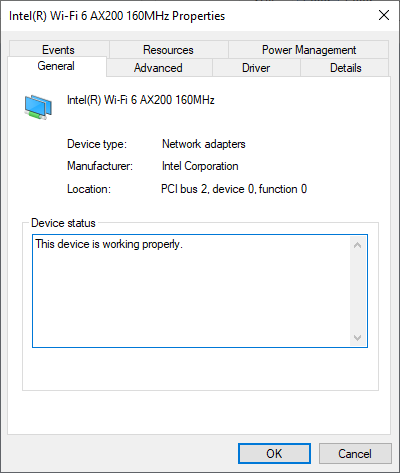 Intel(R) Wi-Fi 6 AX200 160MHz Properties
Events Resources Power Management
General Advanced Driver Details
Intel(R) Wi-Fi 6 AX200 160MHz
Device type: Network adapters
Manufacturer: Intel Corporation
Location: PCI bus 2, device 0, function 0
Device status
This device is working properly.
OK Cancel